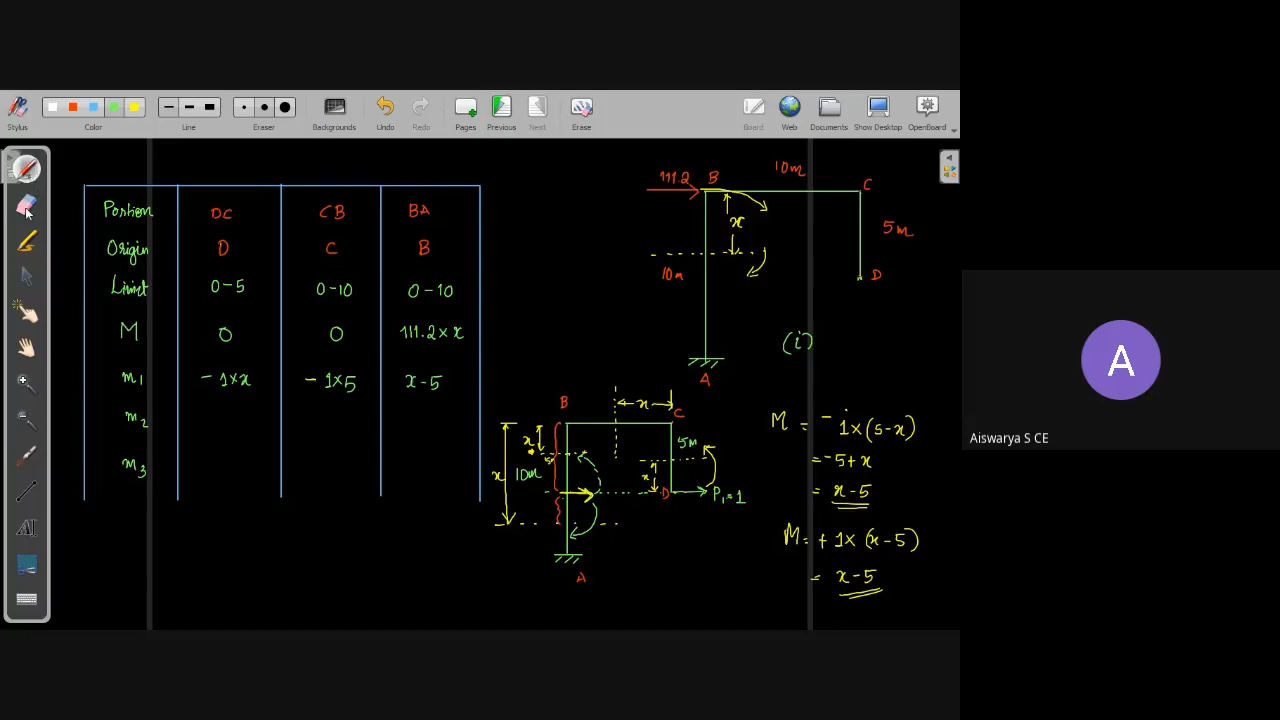 Stylus
Color
Line
Eraser
Backgrounds
Undo
Redo
Pages
Previous
Next
Erase
Board
Web
Documents
Show Desktop
OpenBoard
Portion DC CB BA
Origin D C B
Limit 0-5 0-10 0-10
M 0 0 111.2 × x
m1 -1×x -1×5 x-5
m2
m3
111.2 B 10m C
x
5m
10m D
(i)
A
B x C
x 5m
x 10m x
D P1=1
A
M = -1×(5-x)
= -5+x
= x-5
M= +1× (x-5)
= x-5
A
Aiswarya S CE